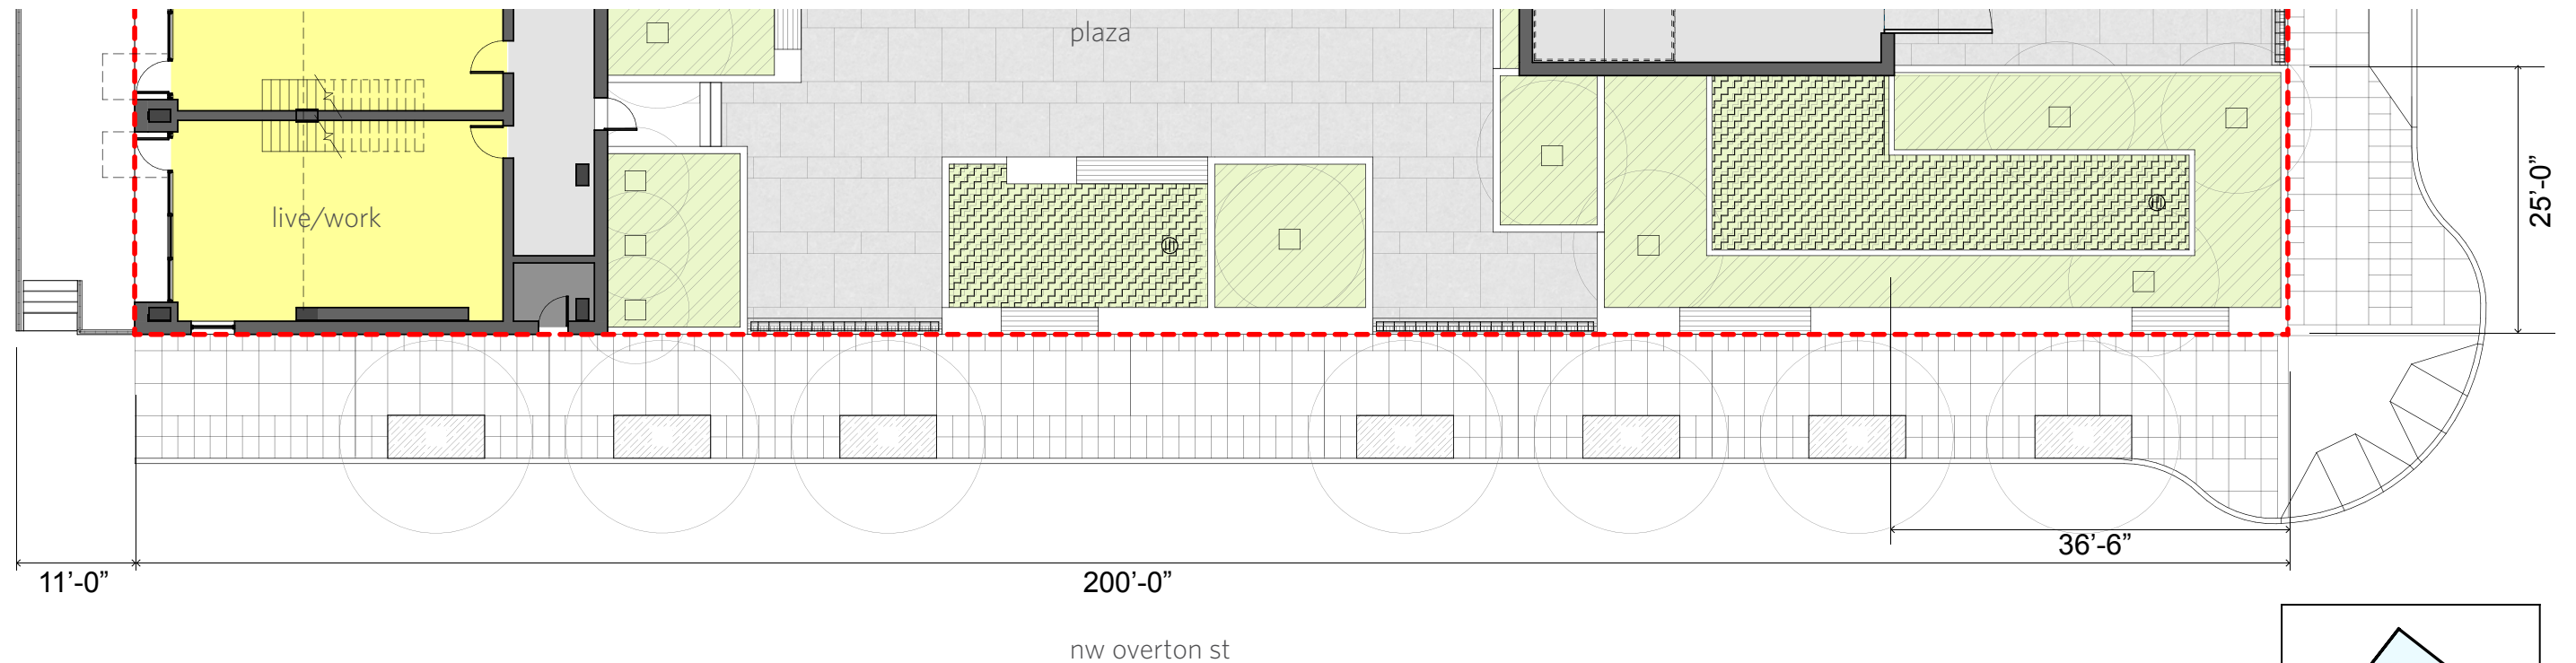 plaza
live/work
25’-0”
36’-6”
11’-0”
200’-0”
nw overton st